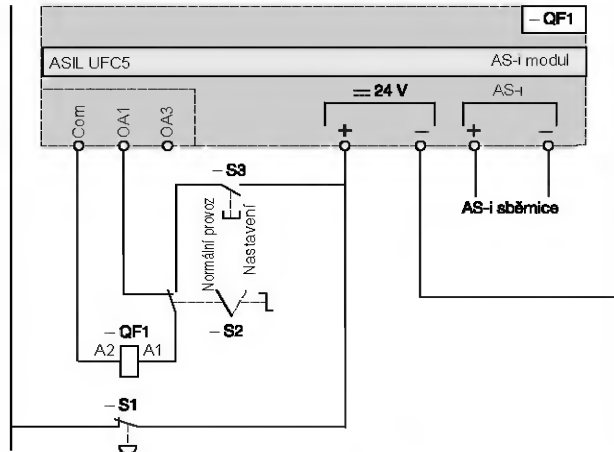 – QF1
ASIL UFC5
AS-i modul
Com
OA1
OA3
24 V
AS-i
+
–
+
–
AS-i sběrnice
– S3
Normální provoz
Nastavení
– S2
– QF1
A2
A1
– S1